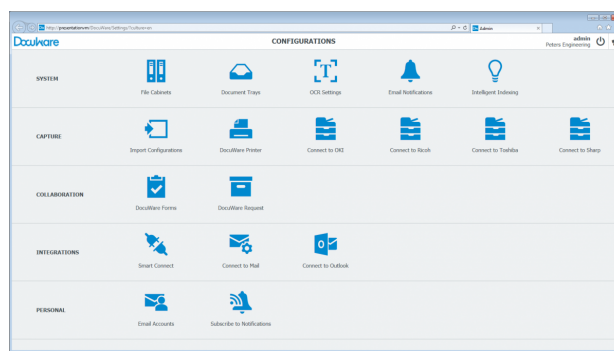 http://presentationvm/DocuWare/Settings/?culture=en
Admin
DocuWare
CONFIGURATIONS
admin
Peters Engineering
SYSTEM
File Cabinets
Document Trays
OCR Settings
Email Notifications
Intelligent Indexing
CAPTURE
Import Configurations
DocuWare Printer
Connect to OKI
Connect to Ricoh
Connect to Toshiba
Connect to Sharp
COLLABORATION
DocuWare Forms
DocuWare Request
INTEGRATIONS
Smart Connect
Connect to Mail
Connect to Outlook
PERSONAL
Email Accounts
Subscribe to Notifications